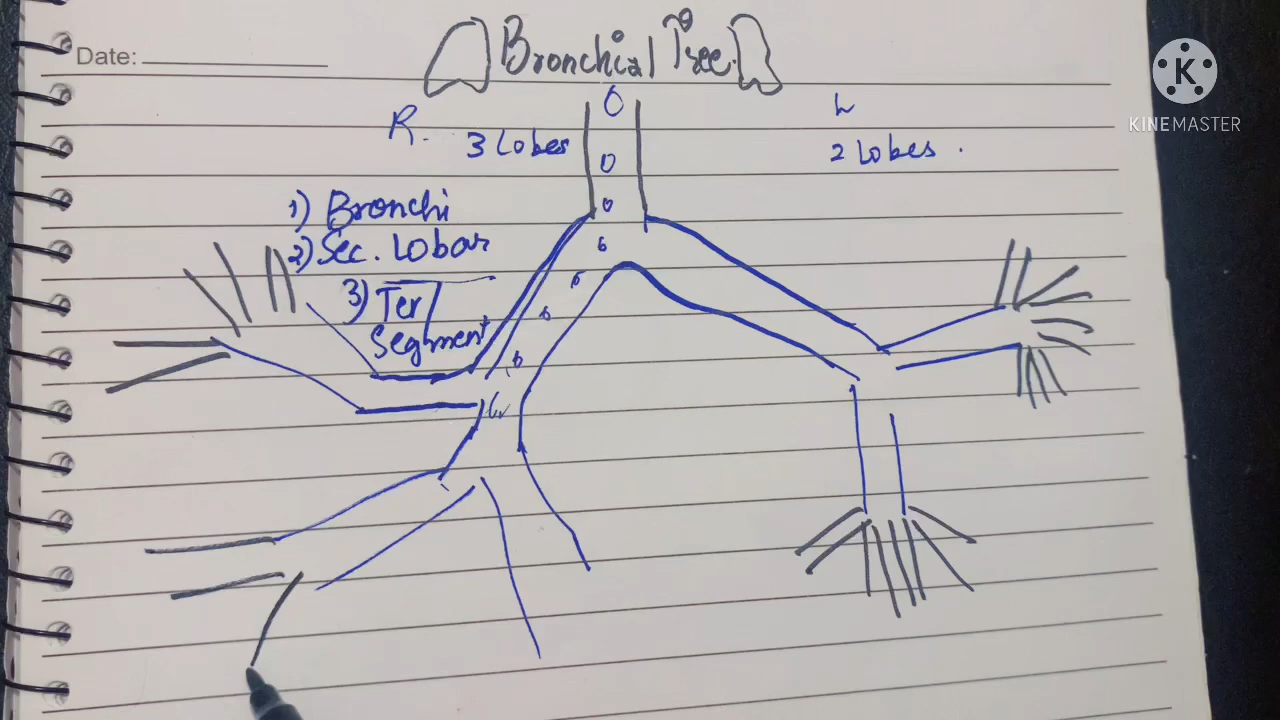 Date:
Bronchial Tree
K
KINEMASTER
R.
L
3 Lobes
2 Lobes.
1) Bronchi
2) Sec. Lobar
3) Ter/
Segment